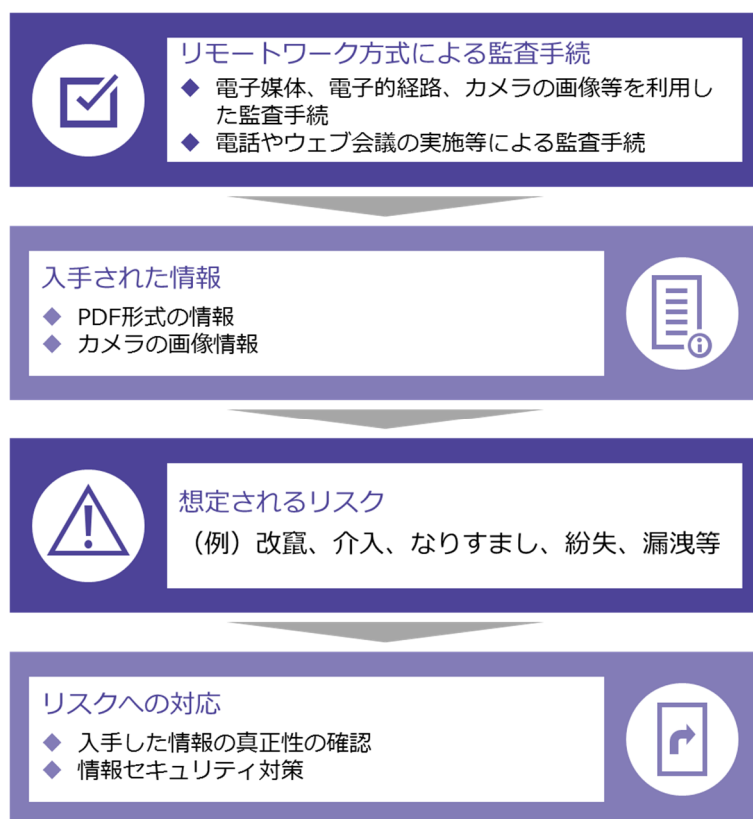 リモートワーク方式による監査手続
◆ 電子媒体、電子的経路、カメラの画像等を利用し
た監査手続
◆ 電話やウェブ会議の実施等による監査手続
入手された情報
◆ PDF形式の情報
◆ カメラの画像情報
想定されるリスク
（例）改竄、介入、なりすまし、紛失、漏洩等
リスクへの対応
◆ 入手した情報の真正性の確認
◆ 情報セキュリティ対策